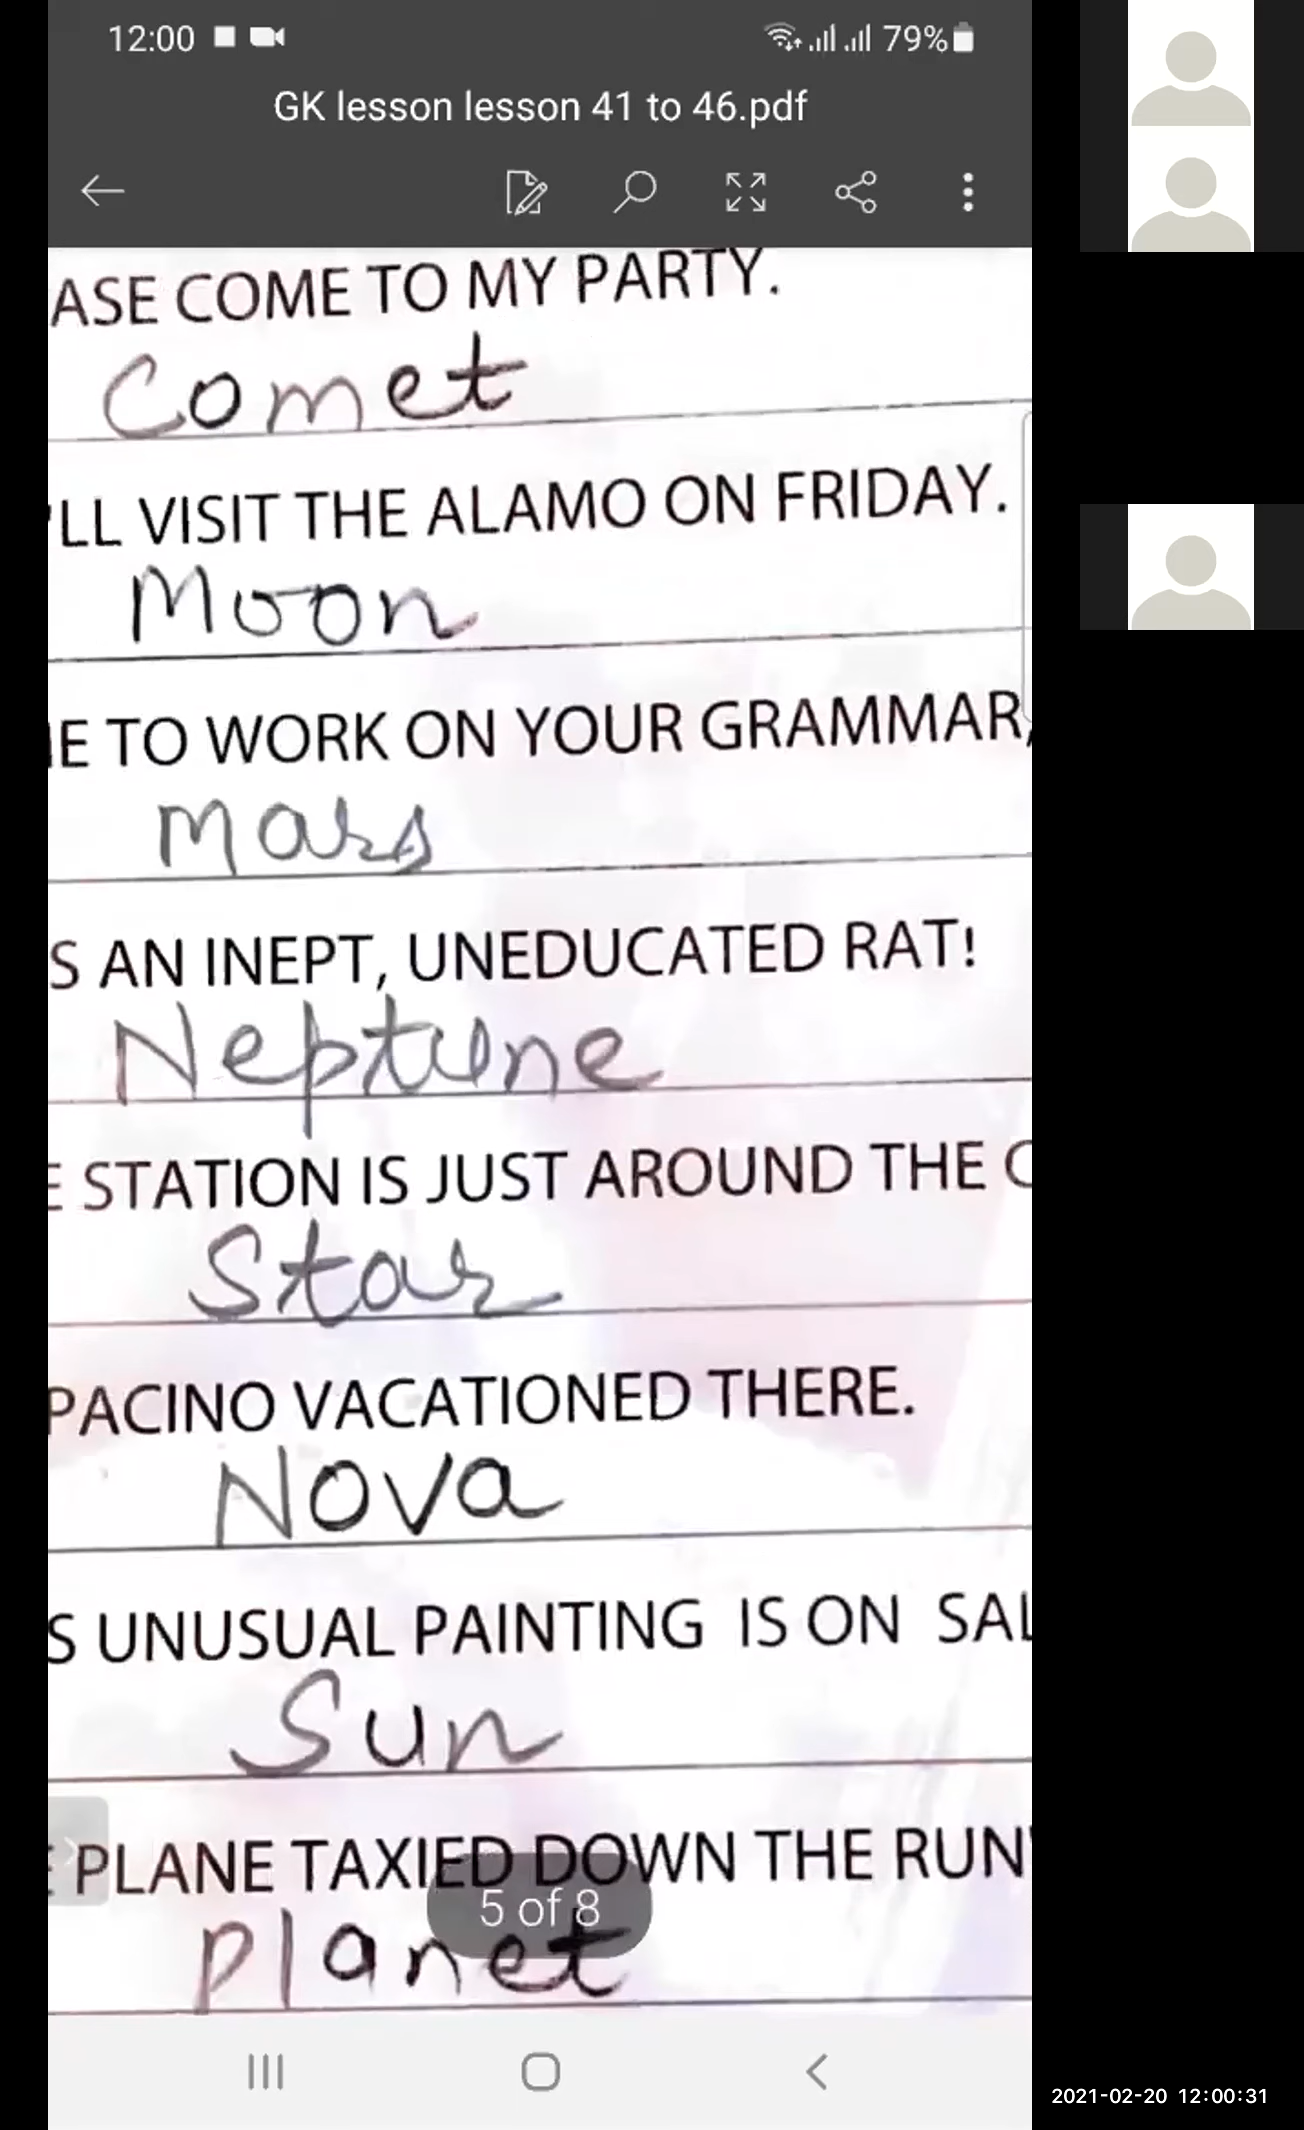 12:00 79%
GK lesson lesson 41 to 46.pdf
ASE COME TO MY PARTY.
Comet
'LL VISIT THE ALAMO ON FRIDAY.
Moon
E TO WORK ON YOUR GRAMMAR,
Mars
S AN INEPT, UNEDUCATED RAT!
Neptune
E STATION IS JUST AROUND THE C
Star
PACINO VACATIONED THERE.
Nova
S UNUSUAL PAINTING IS ON SAL
Sun
E PLANE TAXIED DOWN THE RUN
5 of 8
Planet
2021-02-20 12:00:31